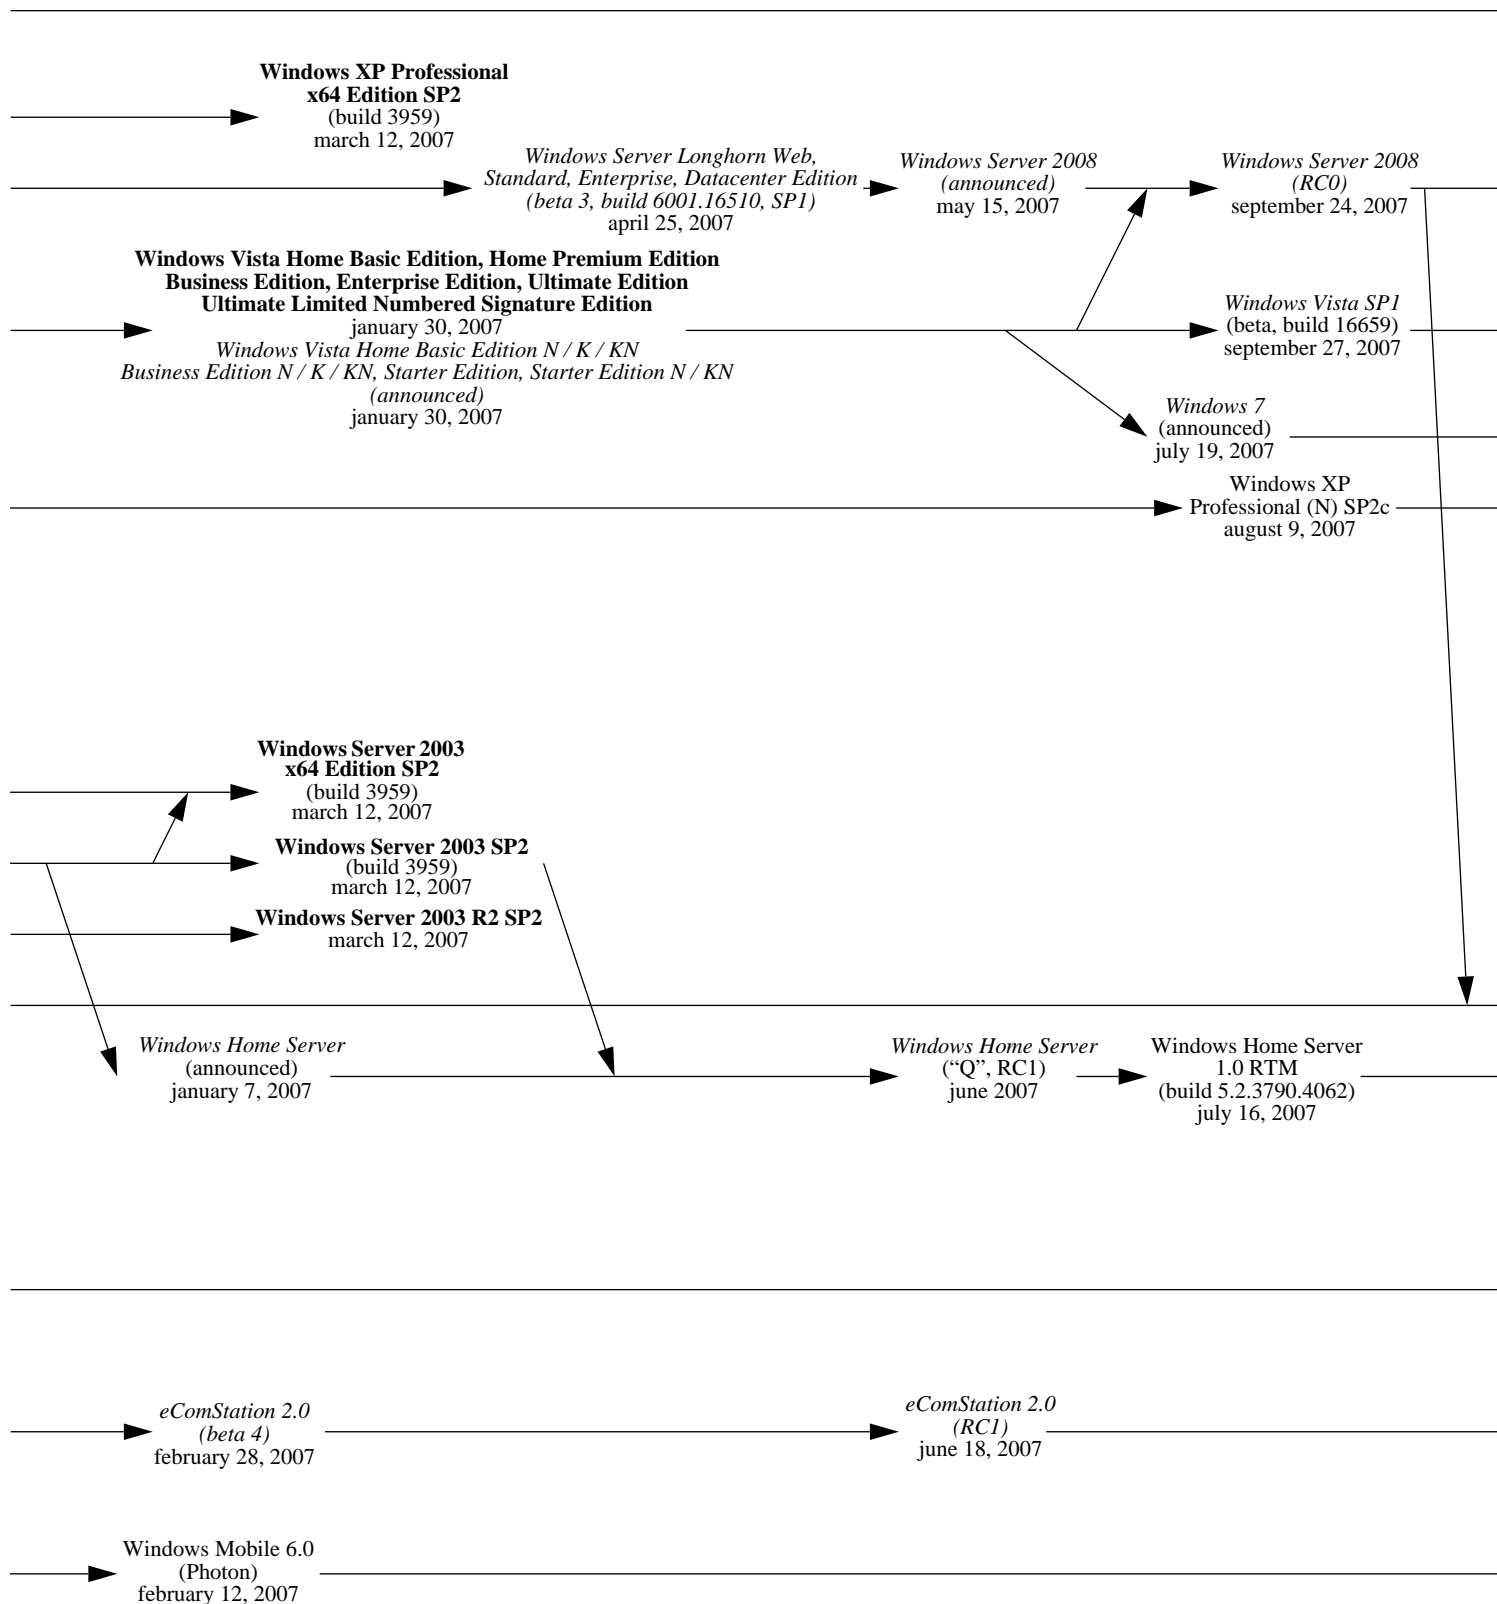 Windows XP Professional
x64 Edition SP2
(build 3959)
march 12, 2007
Windows Server Longhorn Web,
Standard, Enterprise, Datacenter Edition
(beta 3, build 6001.16510, SP1)
april 25, 2007
Windows Server 2008
(announced)
may 15, 2007
Windows Server 2008
(RC0)
september 24, 2007
Windows Vista Home Basic Edition, Home Premium Edition
Business Edition, Enterprise Edition, Ultimate Edition
Ultimate Limited Numbered Signature Edition
january 30, 2007
Windows Vista Home Basic Edition N / K / KN
Business Edition N / K / KN, Starter Edition, Starter Edition N / KN
(announced)
january 30, 2007
Windows Vista SP1
(beta, build 16659)
september 27, 2007
Windows 7
(announced)
july 19, 2007
Windows XP
Professional (N) SP2c
august 9, 2007
Windows Server 2003
x64 Edition SP2
(build 3959)
march 12, 2007
Windows Server 2003 SP2
(build 3959)
march 12, 2007
Windows Server 2003 R2 SP2
march 12, 2007
Windows Home Server
(announced)
january 7, 2007
Windows Home Server
(“Q”, RC1)
june 2007
Windows Home Server
1.0 RTM
(build 5.2.3790.4062)
july 16, 2007
eComStation 2.0
(beta 4)
february 28, 2007
eComStation 2.0
(RC1)
june 18, 2007
Windows Mobile 6.0
(Photon)
february 12, 2007